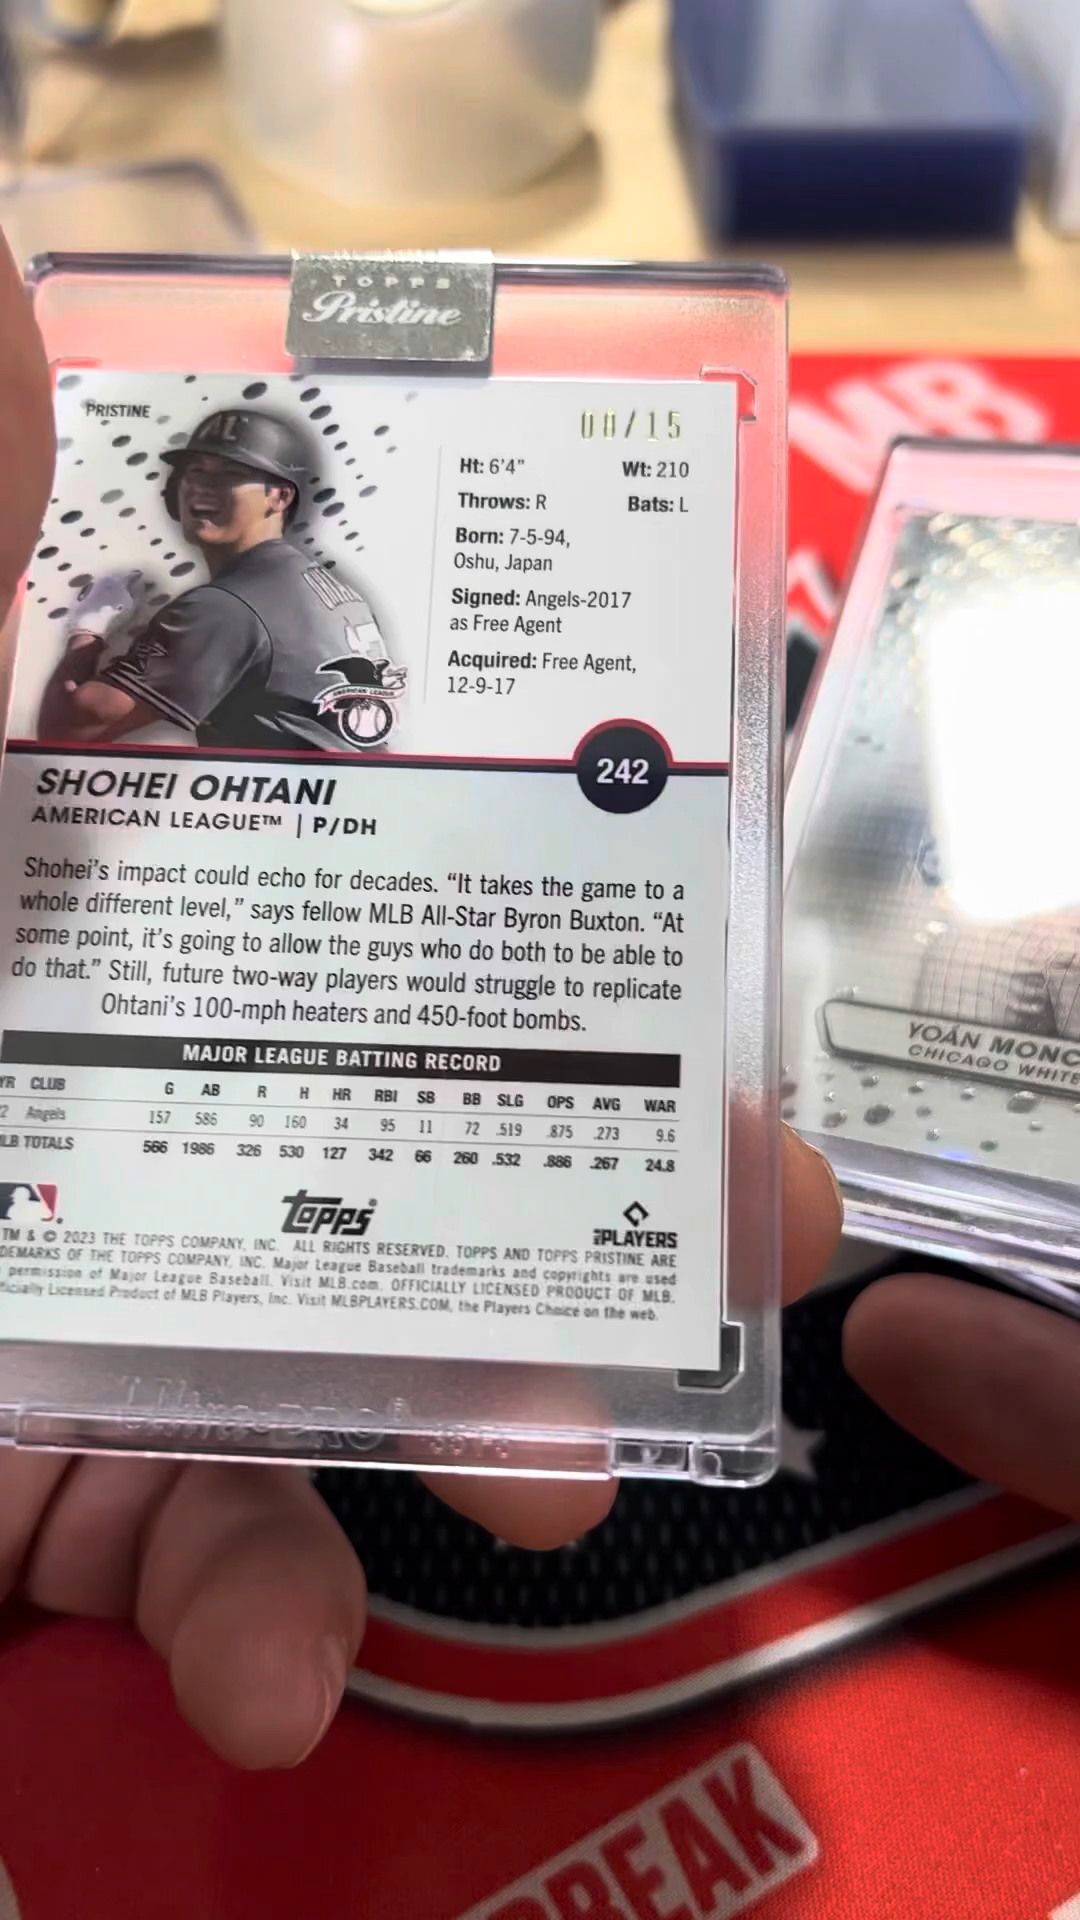 TOPPS
Pristine
PRISTINE
08/15
Ht: 6'4" Wt: 210
Throws: R Bats: L
Born: 7-5-94,
Oshu, Japan
Signed: Angels-2017
as Free Agent
Acquired: Free Agent,
12-9-17
AMERICAN LEAGUE
242
SHOHEI OHTANI
AMERICAN LEAGUE™ | P/DH
Shohei's impact could echo for decades. “It takes the game to a
whole different level,” says fellow MLB All-Star Byron Buxton. “At
some point, it's going to allow the guys who do both to be able to
do that.” Still, future two-way players would struggle to replicate
Ohtani's 100-mph heaters and 450-foot bombs.
MAJOR LEAGUE BATTING RECORD
YR CLUB G AB R H HR RBI SB BB SLG OPS AVG WAR
2 Angels 157 586 90 160 34 95 11 72 .519 .875 .273 9.6
LB TOTALS 566 1986 326 530 127 342 66 260 .532 .886 .267 24.8
topps
PLAYERS
TM & © 2023 THE TOPPS COMPANY, INC. ALL RIGHTS RESERVED. TOPPS AND TOPPS PRISTINE ARE
DEMARKS OF THE TOPPS COMPANY, INC. Major League Baseball trademarks and copyrights are used
permission of Major League Baseball. Visit MLB.com. OFFICIALLY LICENSED PRODUCT OF MLB.
ficially Licensed Product of MLB Players, Inc. Visit MLBPLAYERS.COM, the Players Choice on the web.
MB
YOÁN MONC
CHICAGO WHITE
BREAK